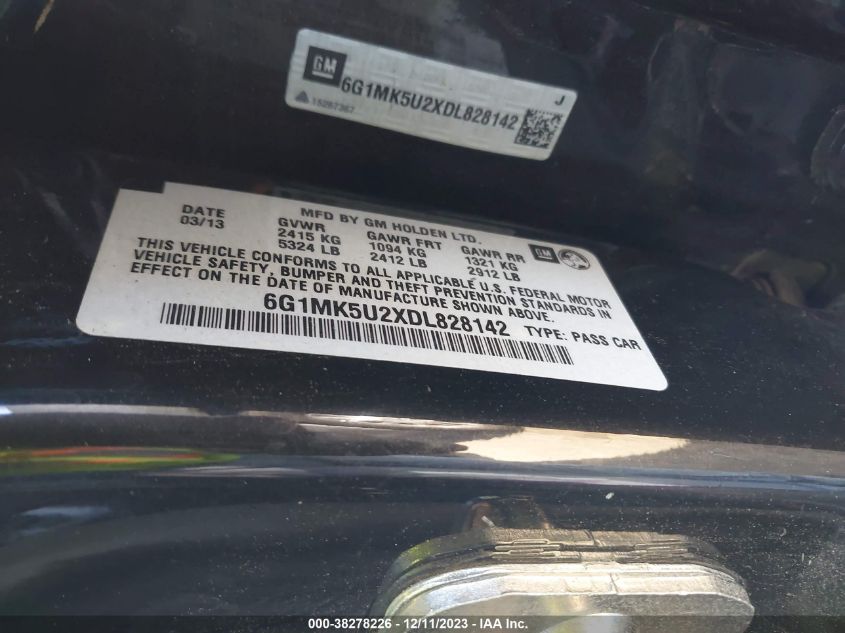 GM
6G1MK5U2XDL828142
J
15287367
DATE
03/13
MFD BY GM HOLDEN LTD.
GVWR GAWR FRT GAWR RR
2415 KG 1094 KG 1321 KG
5324 LB 2412 LB 2912 LB
GM
THIS VEHICLE CONFORMS TO ALL APPLICABLE U.S. FEDERAL MOTOR
VEHICLE SAFETY, BUMPER AND THEFT PREVENTION STANDARDS IN
EFFECT ON THE DATE OF MANUFACTURE SHOWN ABOVE.
6G1MK5U2XDL828142
TYPE: PASS CAR
000-38278226 - 12/11/2023 - IAA Inc.